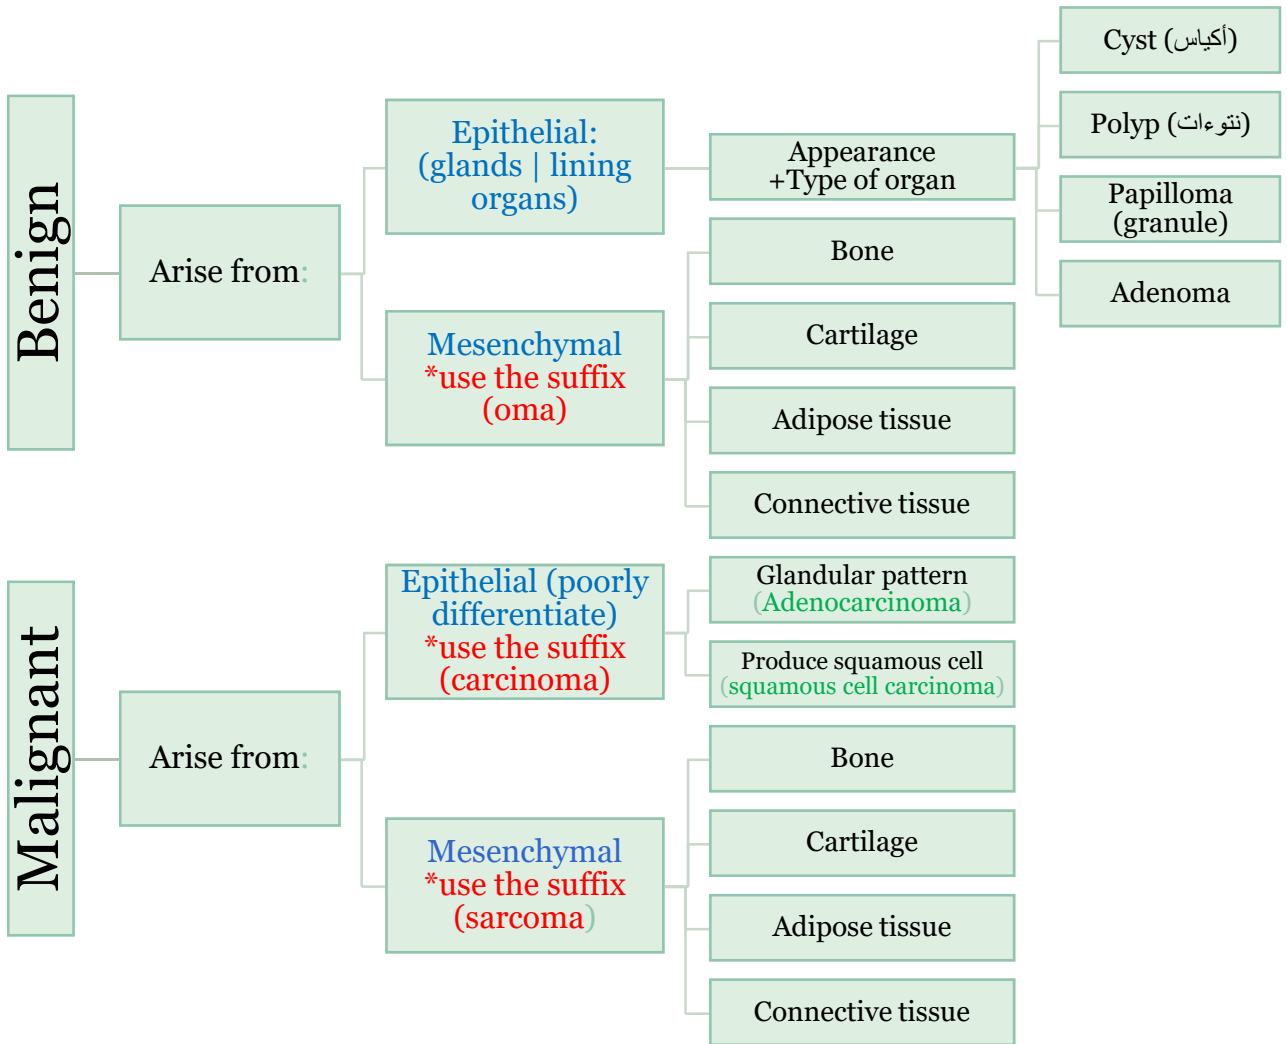 Benign
Arise from:
Epithelial:
(glands | lining
organs)
Appearance
+Type of organ
Cyst (أكياس)
Polyp (نتوءات)
Papilloma
(granule)
Adenoma
Mesenchymal
*use the suffix
(oma)
Bone
Cartilage
Adipose tissue
Connective tissue
Malignant
Arise from:
Epithelial (poorly
differentiate)
*use the suffix
(carcinoma)
Glandular pattern
(Adenocarcinoma)
Produce squamous cell
(squamous cell carcinoma)
Mesenchymal
*use the suffix
(sarcoma)
Bone
Cartilage
Adipose tissue
Connective tissue